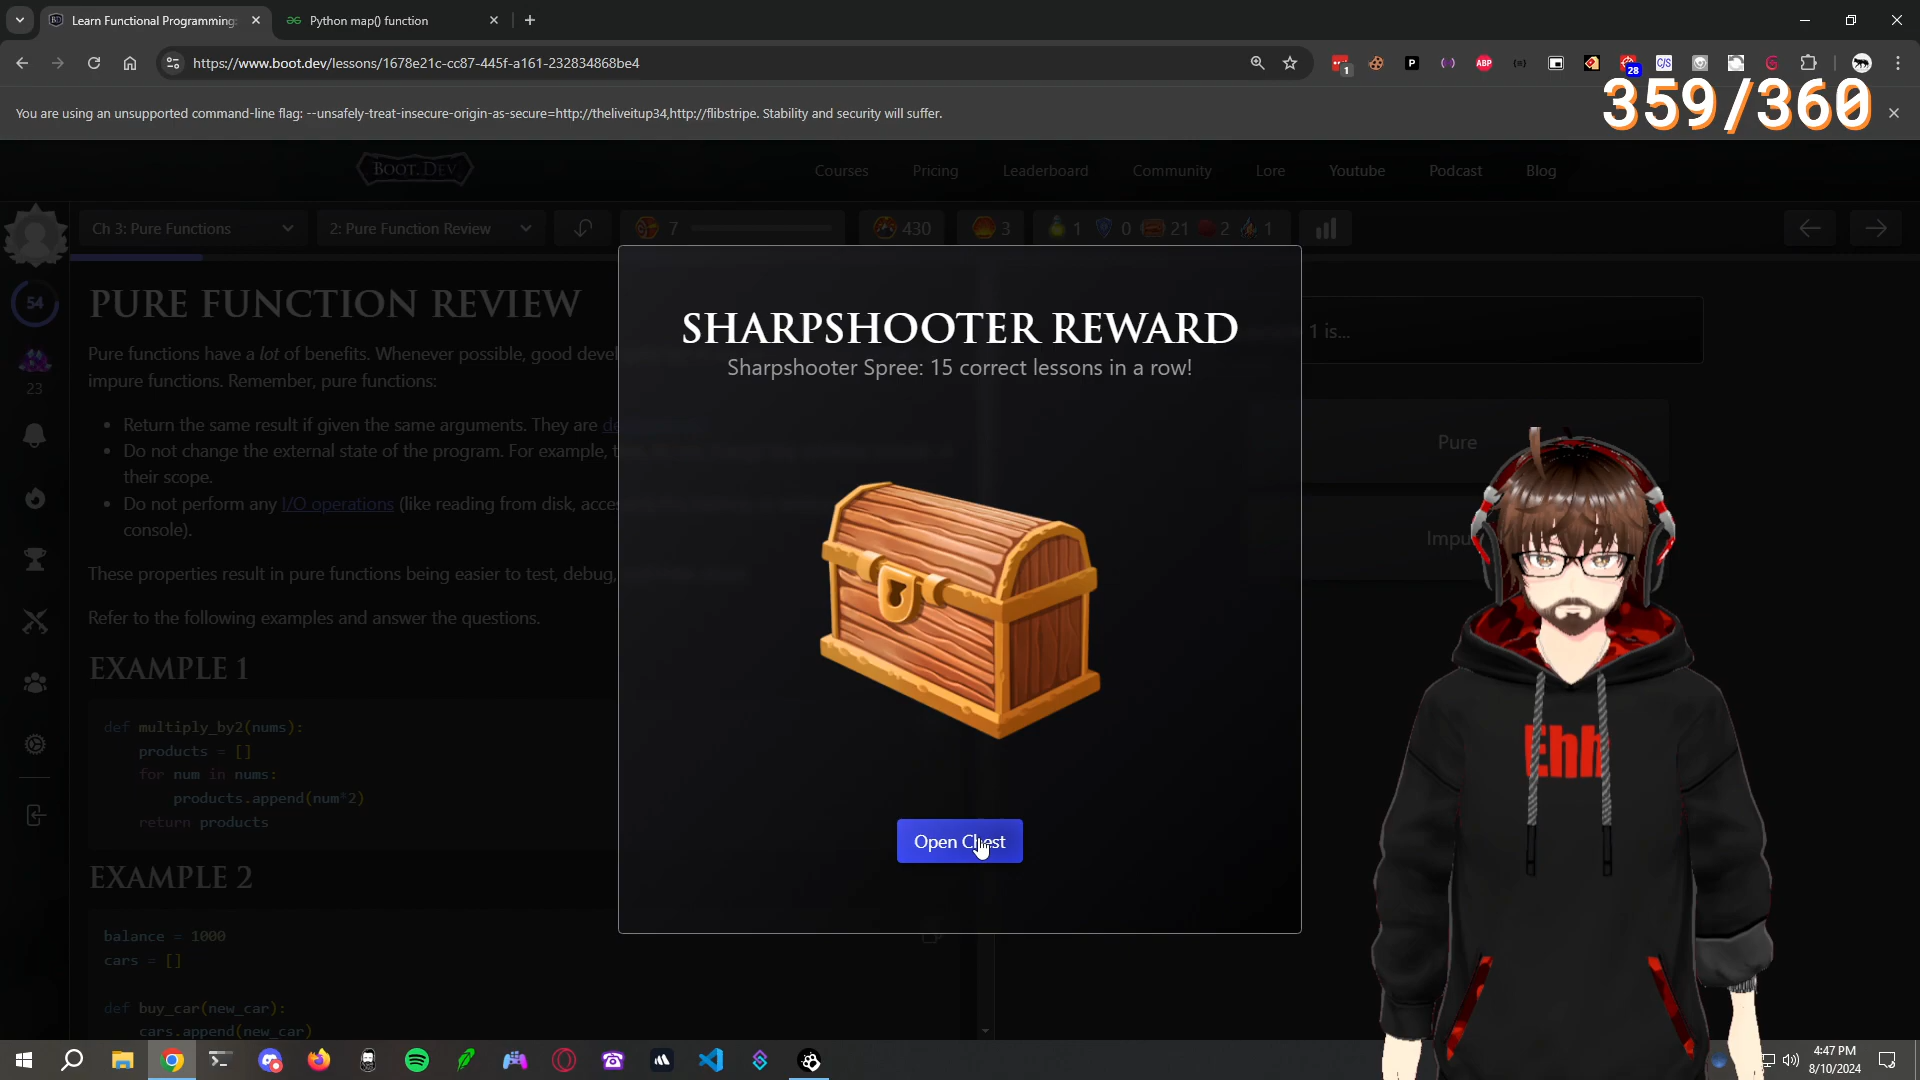 Learn Functional Programming:
Python map() function
https://www.boot.dev/lessons/1678e21c-cc87-445f-a161-232834868be4
1
P
ABP
28
C/S
You are using an unsupported command-line flag: --unsafely-treat-insecure-origin-as-secure=http://theliveitup34,http://flibstripe. Stability and security will suffer.
359/360
BOOT.DEV
Courses
Pricing
Leaderboard
Community
Lore
Youtube
Podcast
Blog
Ch 3: Pure Functions
2: Pure Function Review
7
430
3
1
0
21
2
1
54
23
PURE FUNCTION REVIEW
Pure functions have a lot of benefits. Whenever possible, good
impure functions. Remember, pure functions:
• Return the same result if given the same arguments. They are
• Do not change the external state of the program. For example,
their scope.
• Do not perform any I/O operations (like reading from disk,
console).
These properties result in pure functions being easier to test, debug,
Refer to the following examples and answer the questions.
EXAMPLE 1
def multiply_by2(nums):
products = []
for num in nums:
products.append(num*2)
return products
EXAMPLE 2
balance = 1000
cars = []
def buy_car(new_car):
cars.append(new_car)
SHARPSHOOTER REWARD
Sharpshooter Spree: 15 correct lessons in a row!
Open Chest
1 is...
Pure
Ehh
4:47 PM
8/10/2024